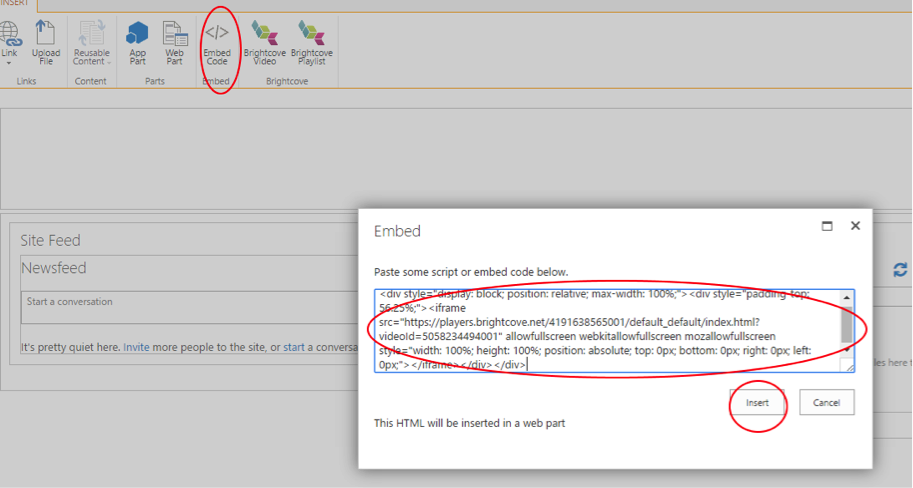 INSERT
Link
Upload File
Reusable Content
App Part
Web Part
</>
Embed Code
Brightcove Video
Brightcove Playlist
Links
Content
Parts
Embed
Brightcove
Site Feed
Newsfeed
Start a conversation
It's pretty quiet here. Invite more people to the site, or start a conversa
Embed
Paste some script or embed code below.
<div style="display: block; position: relative; max-width: 100%;"><div style="padding-top:
56.25%;"><iframe
src="https://players.brightcove.net/4191638565001/default_default/index.html?
videoId=5058234494001" allowfullscreen webkitallowfullscreen mozallowfullscreen
style="width: 100%; height: 100%; position: absolute; top: 0px; bottom: 0px; right: 0px; left:
0px;"></iframe></div></div>
Insert
Cancel
This HTML will be inserted in a web part
les here t